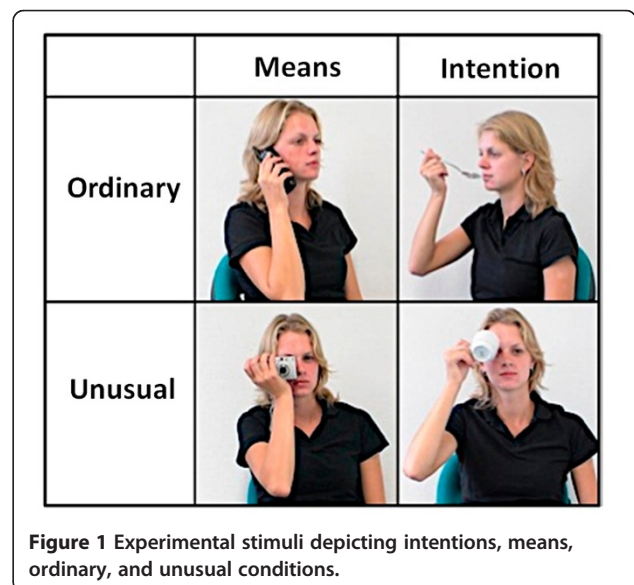 Means Intention
Ordinary
Unusual
Figure 1 Experimental stimuli depicting intentions, means,
ordinary, and unusual conditions.